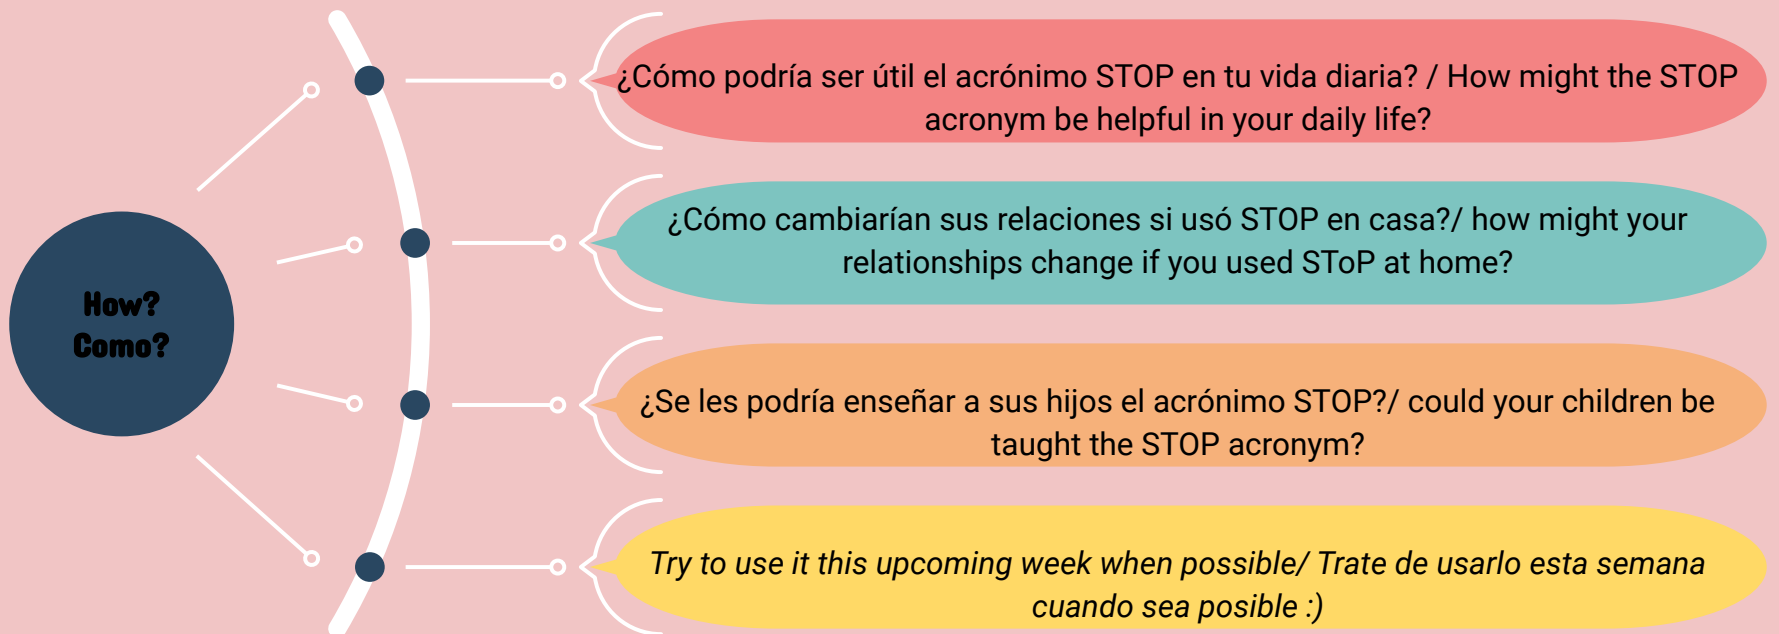 How?
Como?
¿Cómo podría ser útil el acrónimo STOP en tu vida diaria? / How might the STOP
acronym be helpful in your daily life?
¿Cómo cambiarían sus relaciones si usó STOP en casa?/ how might your
relationships change if you used SToP at home?
¿Se les podría enseñar a sus hijos el acrónimo STOP?/ could your children be
taught the STOP acronym?
Try to use it this upcoming week when possible/ Trate de usarlo esta semana
cuando sea posible :)